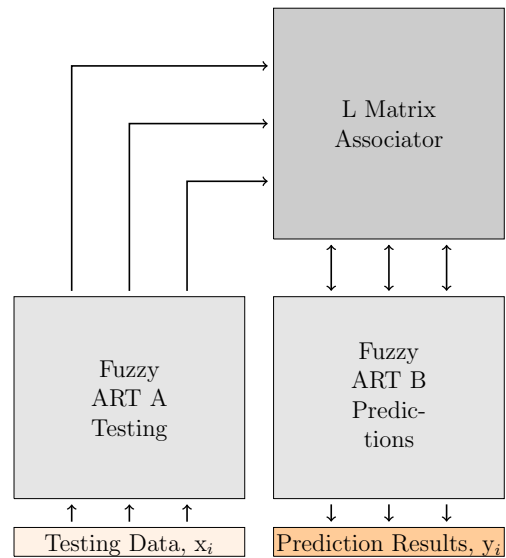 L Matrix
Associator
Fuzzy
ART A
Testing
Fuzzy
ART B
Predic-
tions
Testing Data, x_i
Prediction Results, y_i